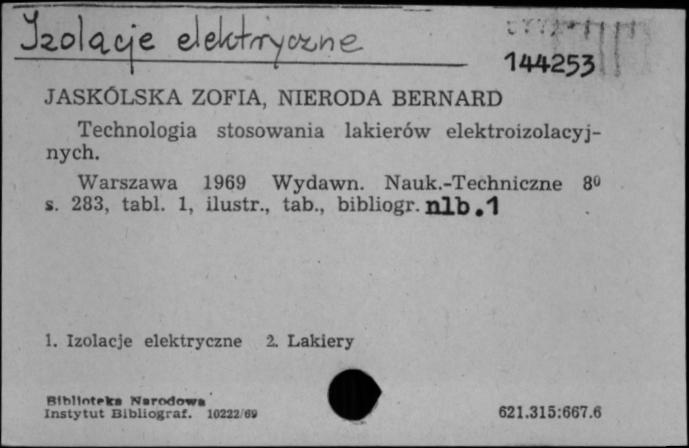 Izolacje elektryczne
144253
JASKÓLSKA ZOFIA, NIERODA BERNARD
Technologia stosowania lakierów elektroizolacyj-
nych.
Warszawa 1969 Wydawn. Nauk.-Techniczne 8⁰
s. 283, tabl. 1, ilustr., tab., bibliogr. nlb.1
1. Izolacje elektryczne 2. Lakiery
Biblioteka Narodowa
Instytut Bibliograf. 10222/69
621.315:667.6